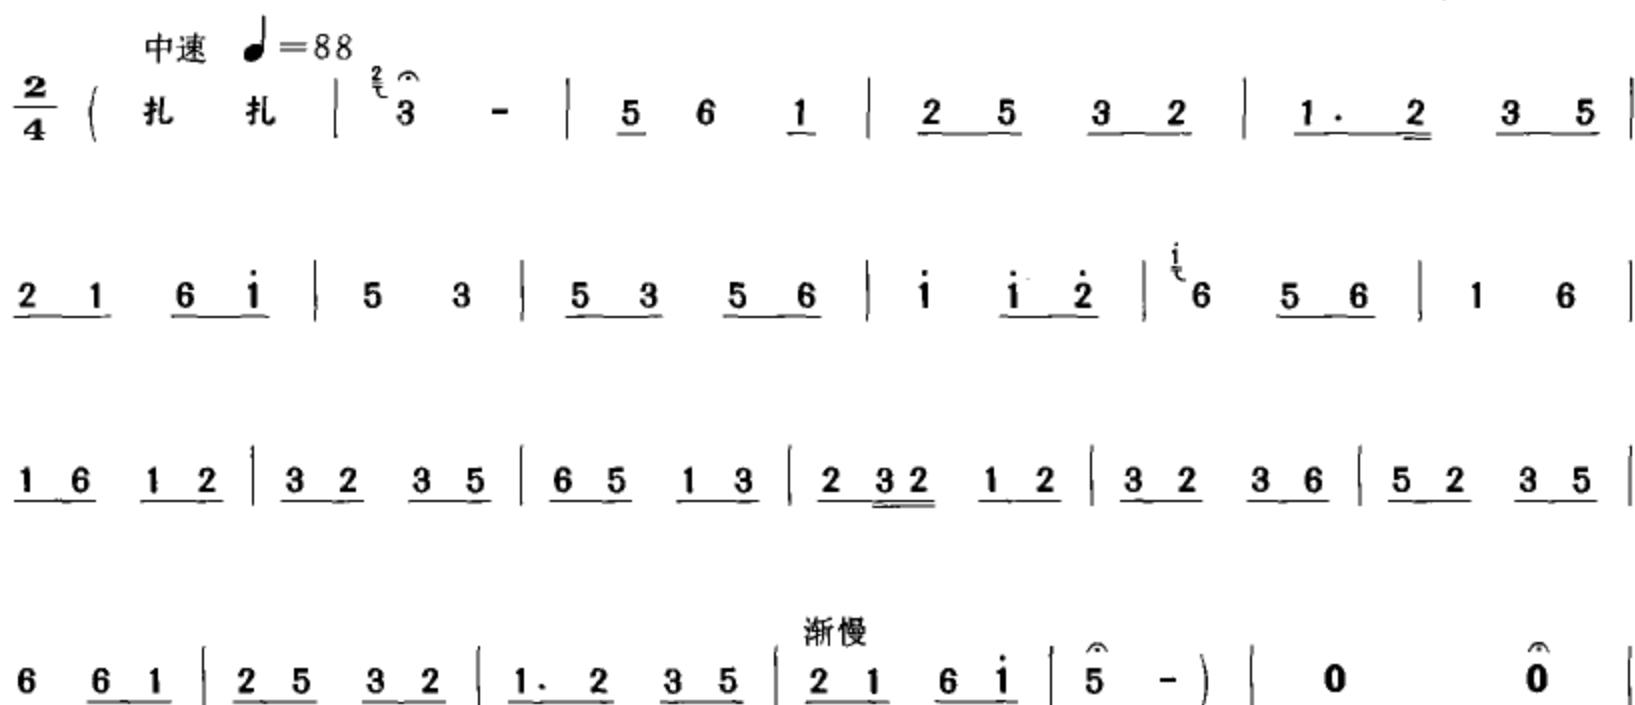 中速 ♩=88
2/4 ( 扎 扎 | 2 3 - | 5 6 1 | 2 5 3 2 | 1 . 2 3 5 |
2 1 6 i | 5 3 | 5 3 5 6 | i i 2̇ | i 6 5 6 | 1 6 |
1 6 1 2 | 3 2 3 5 | 6 5 1 3 | 2 3 2 1 2 | 3 2 3 6 | 5 2 3 5 |
渐慢
6 6 1 | 2 5 3 2 | 1 . 2 3 5 | 2 1 6 i | 5 - ) | 0 0 |